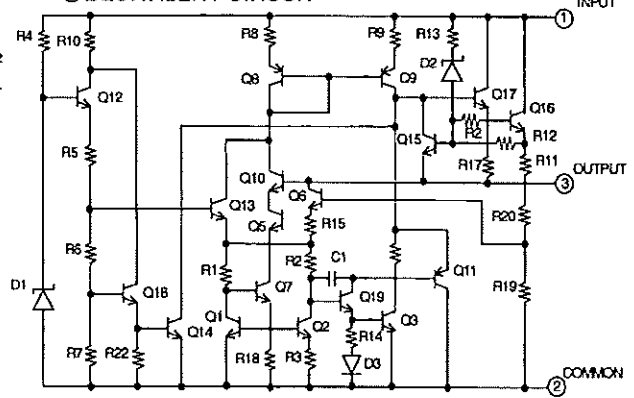 INPUT
1
R4
R10
R8
R9
R13
D2
Q17
Q16
Q12
Q8
Q9
R2
R12
Q15
R5
R17
R11
3
OUTPUT
Q10
Q6
Q13
Q5
R15
R20
R6
R1
R2
C1
Q11
R19
D1
Q7
Q18
Q19
Q1
Q2
Q3
Q14
R14
R7
R22
R18
R3
D3
2
COMMON